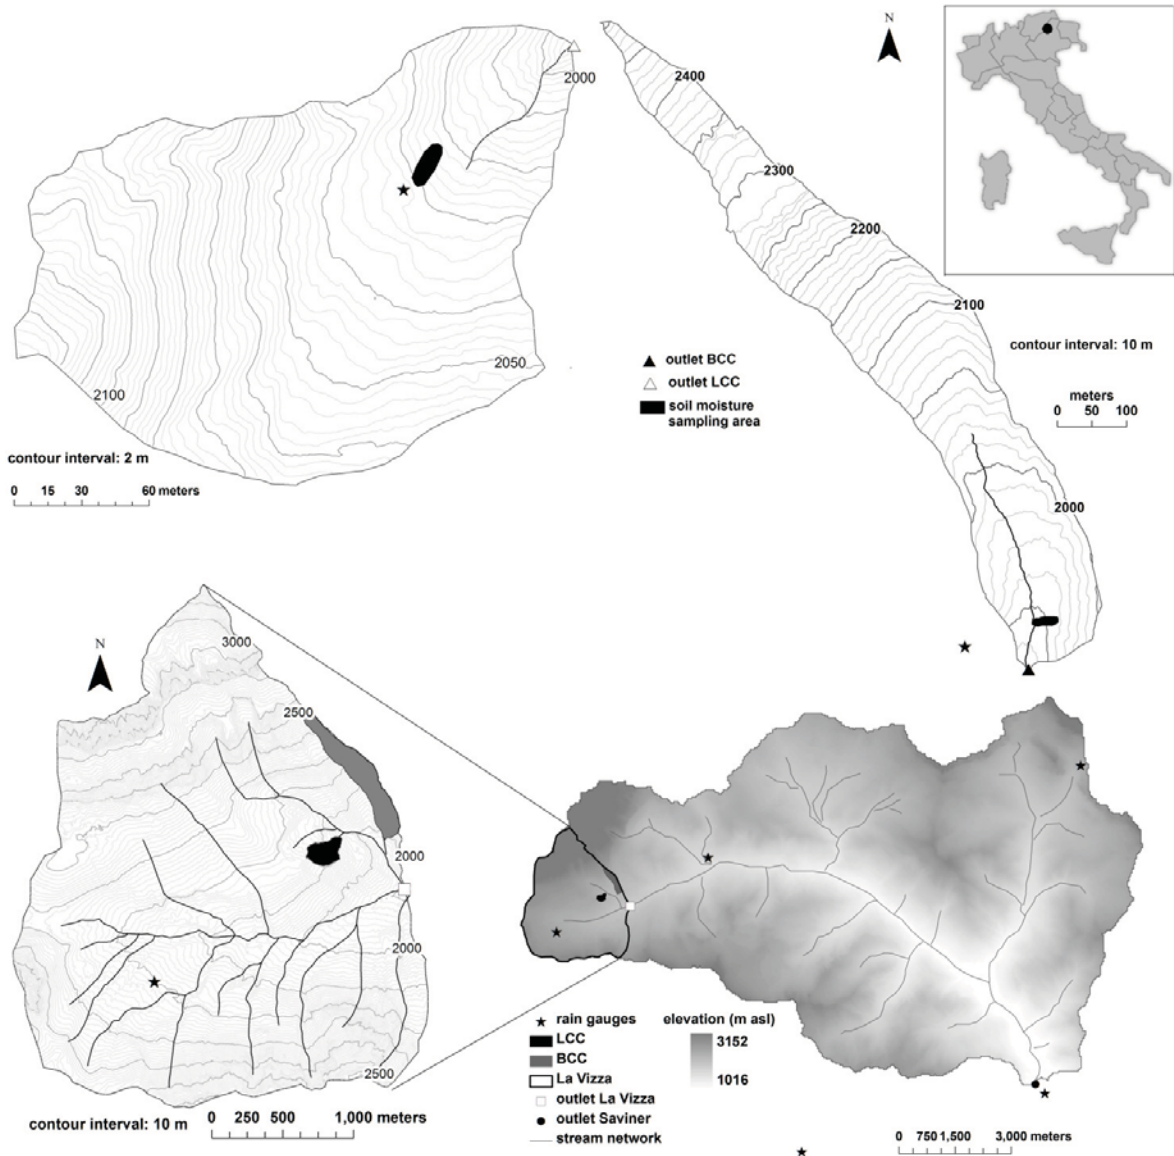 2000
2050
2100
contour interval: 2 m
0 15 30 60 meters
N
2400
2300
2200
2100
2000
contour interval: 10 m
meters
0 50 100
outlet BCC
outlet LCC
soil moisture
sampling area
N
3000
2500
2000
2000
2500
contour interval: 10 m
0 250 500 1,000 meters
rain gauges
LCC
BCC
La Vizza
outlet La Vizza
outlet Saviner
stream network
elevation (m asl)
3152
1016
0 750 1,500 3,000 meters